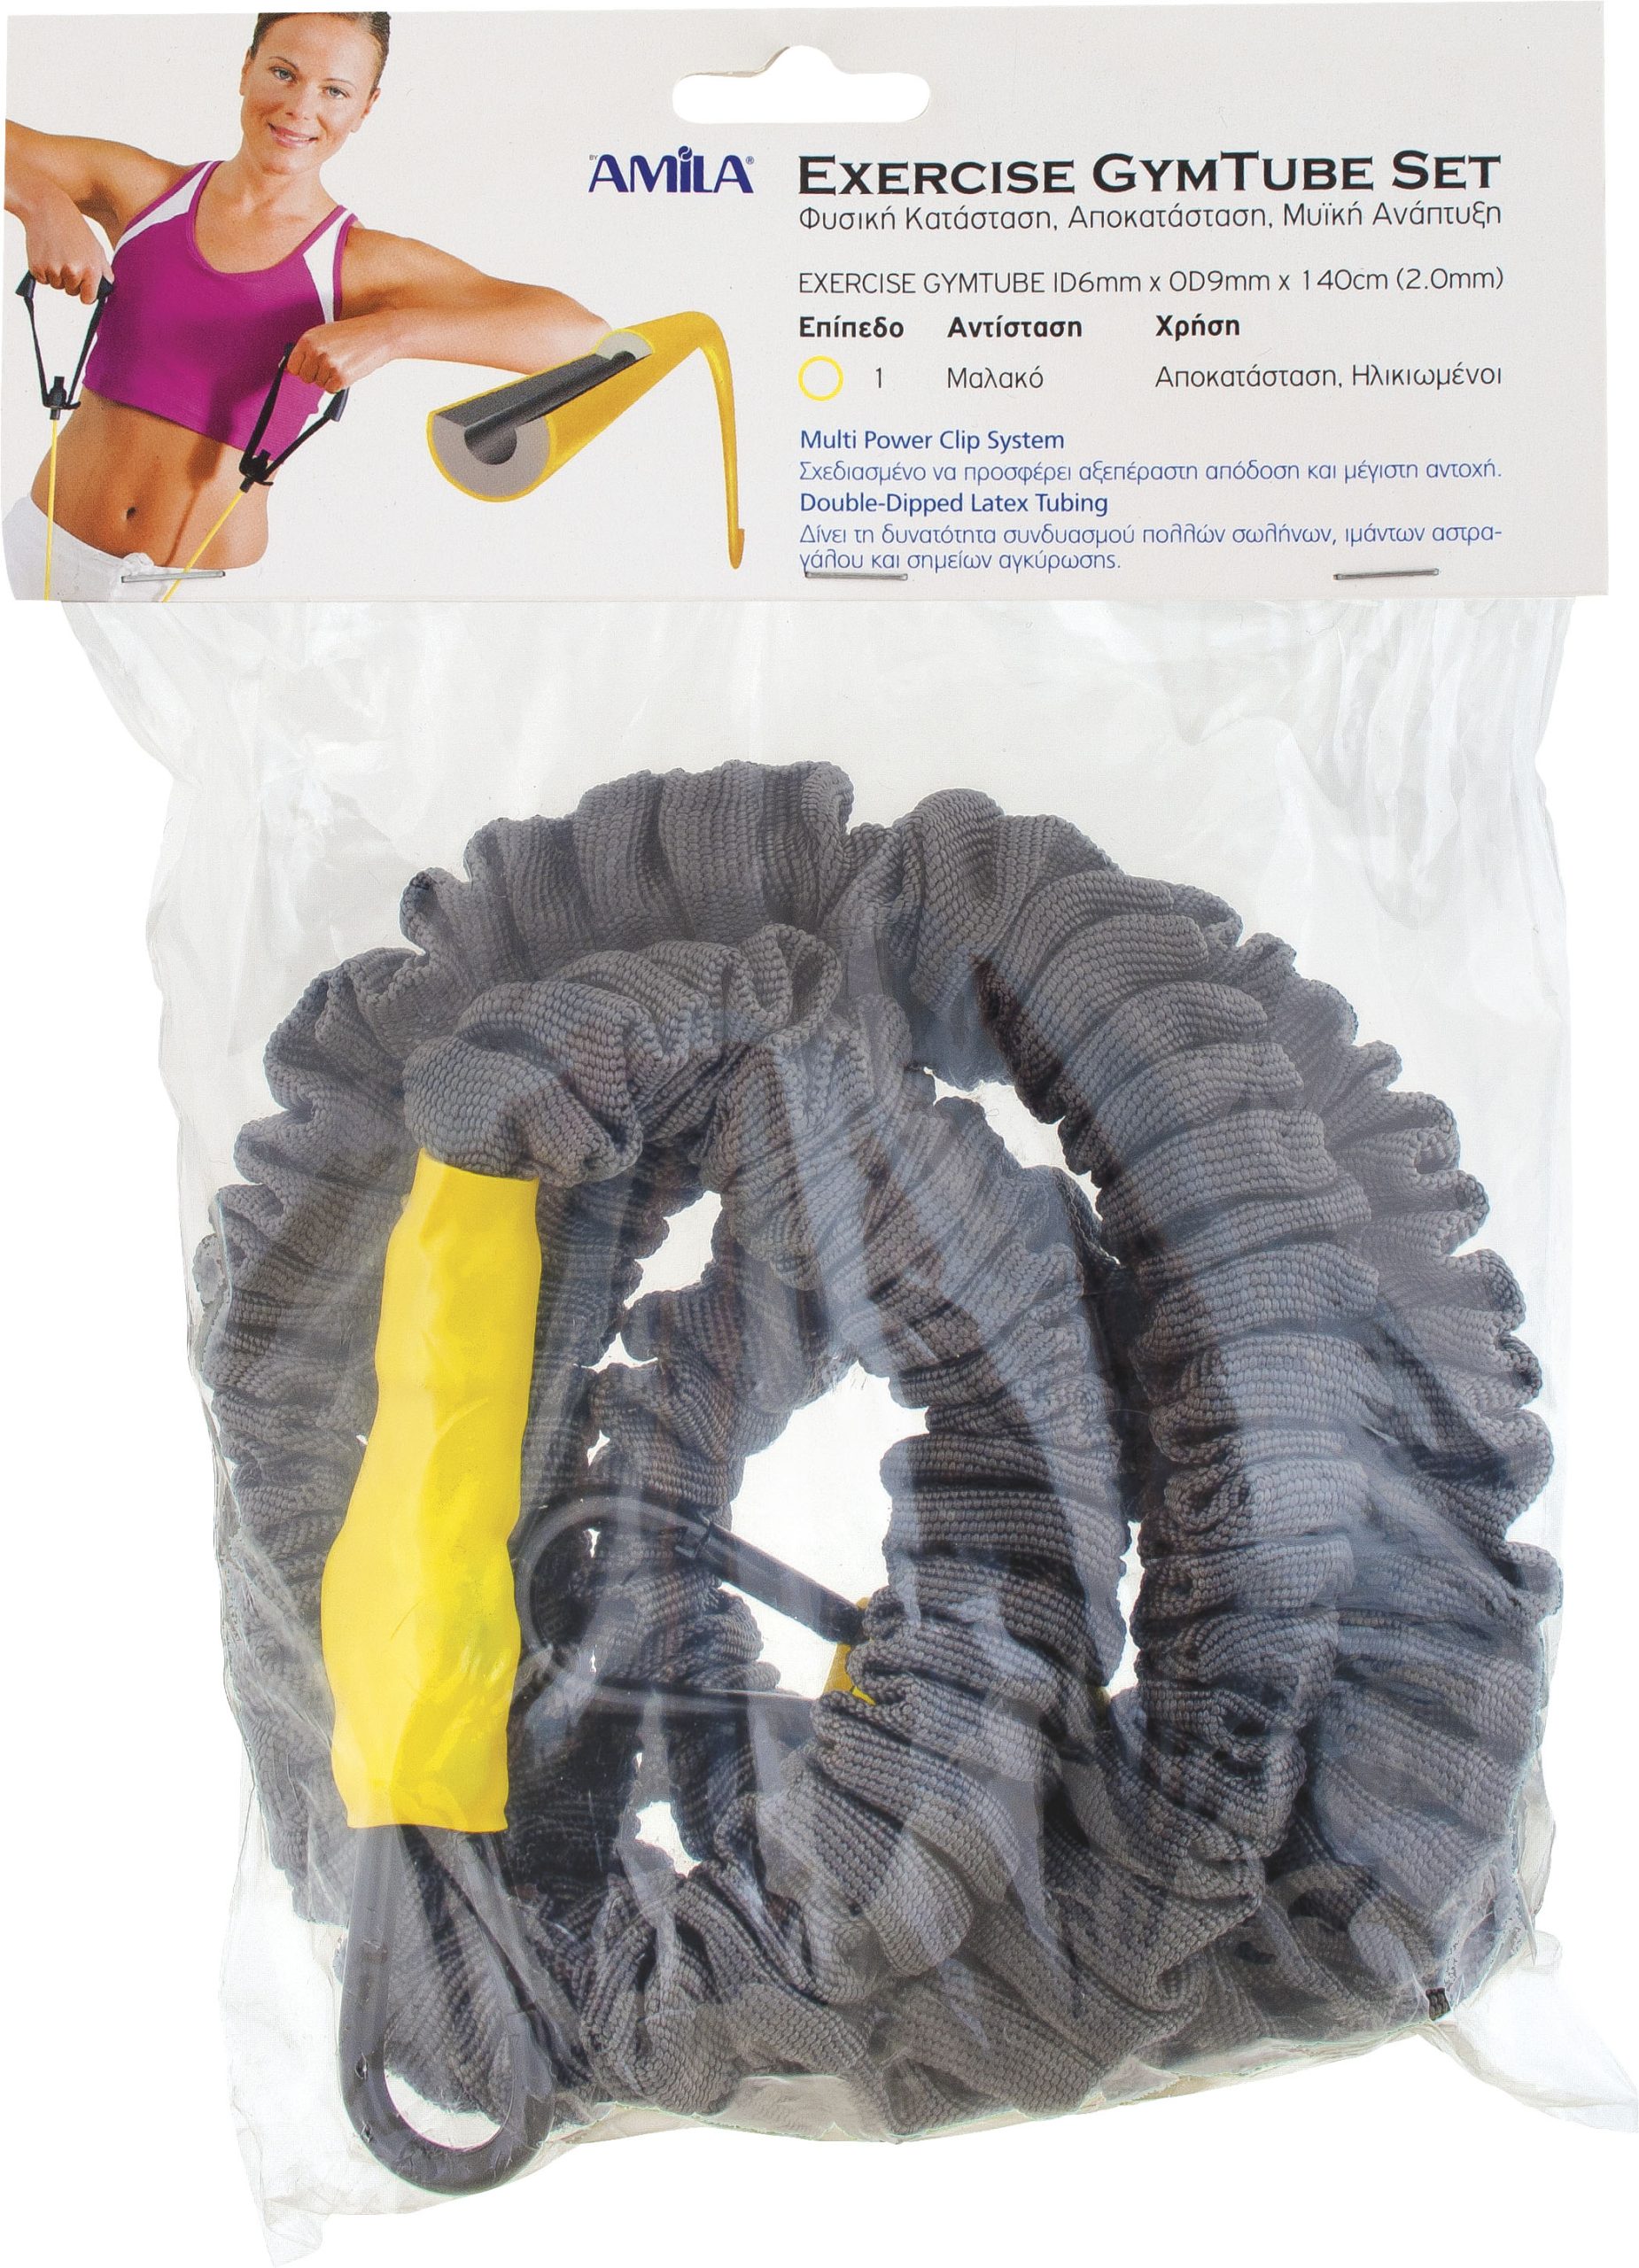 BY AMILA®
EXERCISE GYMTUBE SET
Φυσική Κατάσταση, Αποκατάσταση, Μυϊκή Ανάπτυξη
EXERCISE GYMTUBE ID6mm x OD9mm x 140cm (2.0mm)
Επίπεδο Αντίσταση Χρήση
1 Μαλακό Αποκατάσταση, Ηλικιωμένοι
Multi Power Clip System
Σχεδιασμένο να προσφέρει αξεπέραστη απόδοση και μέγιστη αντοχή.
Double-Dipped Latex Tubing
Δίνει τη δυνατότητα συνδυασμού πολλών σωλήνων, ιμάντων αστρα-
γάλου και σημείων αγκύρωσης.